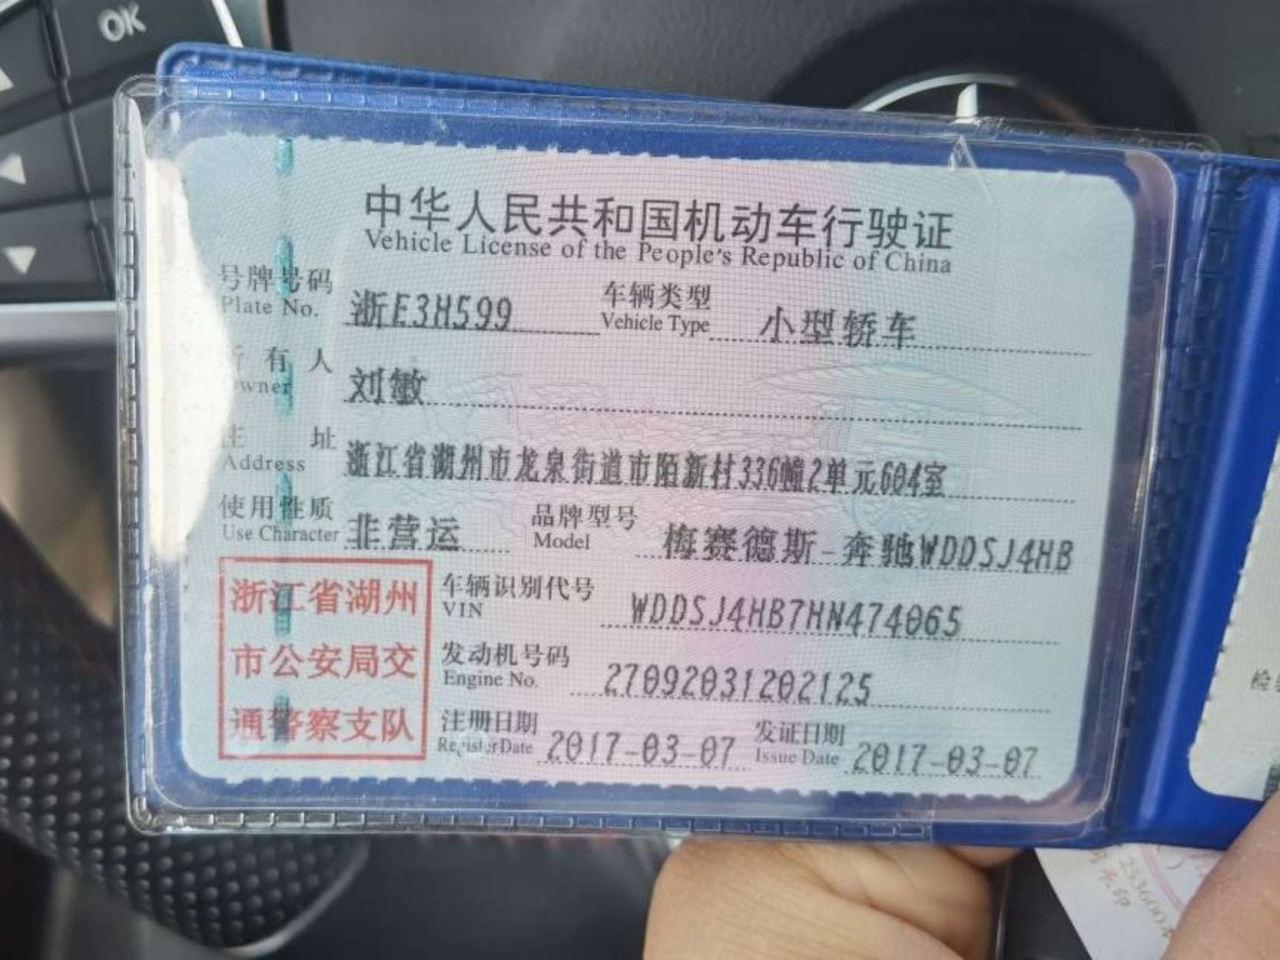 OK
中华人民共和国机动车行驶证
Vehicle License of the People's Republic of China
号牌号码 浙E3H599 车辆类型 小型轿车
Plate No. Vehicle Type
所有人 刘敏
Owner
住址 浙江省湖州市龙泉街道市陌新村336幢2单元604室
Address
使用性质 非营运 品牌型号 梅赛德斯-奔驰WDDSJ4HB
Use Character Model
浙江省湖州
市公安局交
通警察支队
车辆识别代号 WDDSJ4HB7HN474065
VIN
发动机号码 27092031202125
Engine No.
注册日期 2017-03-07 发证日期 2017-03-07
Register Date Issue Date
检